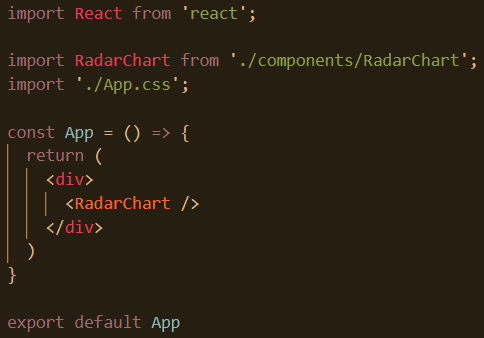 import React from 'react';
import RadarChart from './components/RadarChart';
import './App.css';
const App = () => {
return (
<div>
<RadarChart />
</div>
)
}
export default App